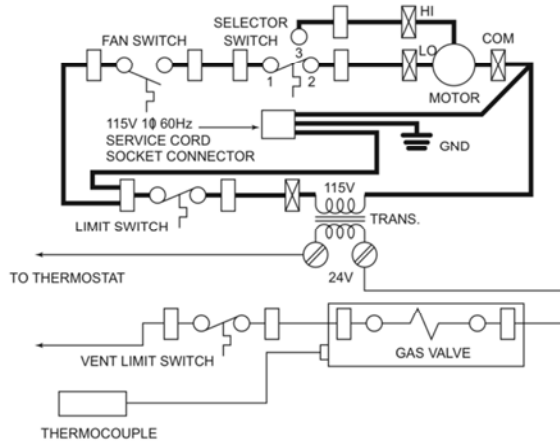 HI
SELECTOR
SWITCH
FAN SWITCH
3
LO
COM
1
2
MOTOR
115V 1ϕ 60Hz
SERVICE CORD
SOCKET CONNECTOR
GND
115V
LIMIT SWITCH
TRANS.
24V
TO THERMOSTAT
VENT LIMIT SWITCH
GAS VALVE
THERMOCOUPLE